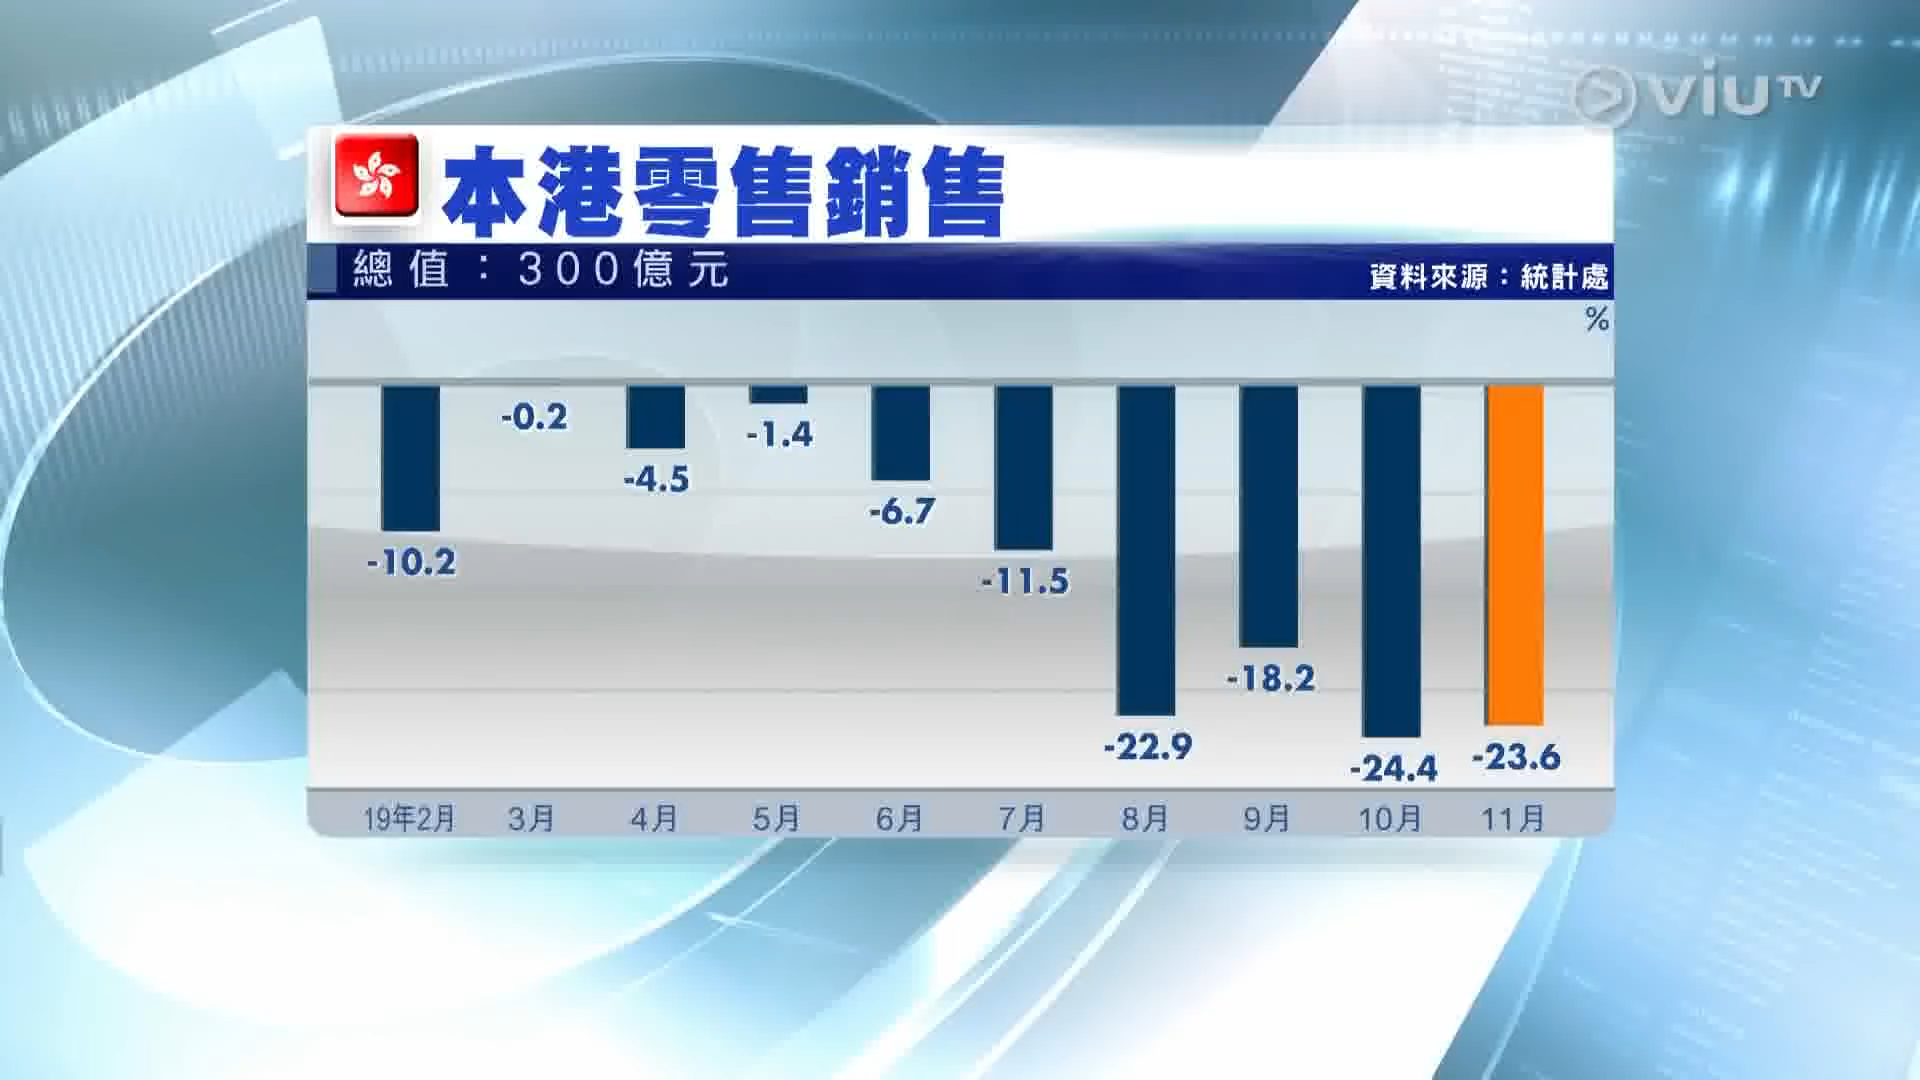 viu TV
本港零售銷售
總值：300億元
資料來源：統計處
%
-10.2
-0.2
-4.5
-1.4
-6.7
-11.5
-22.9
-18.2
-24.4
-23.6
19年2月 3月 4月 5月 6月 7月 8月 9月 10月 11月